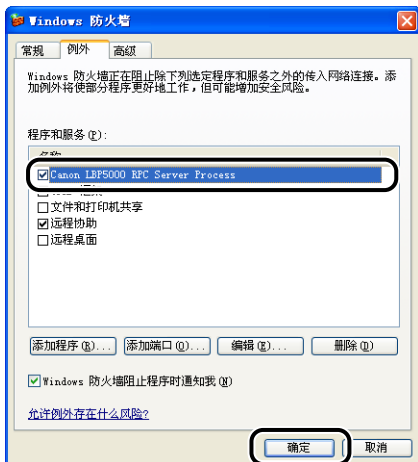 Windows 防火墙
常规 例外 高级
Windows 防火墙正在阻止除下列选定程序和服务之外的传入网络连接。添
加例外将使部分程序更好地工作，但可能增加安全风险。
程序和服务(P):
名称
Canon LBP5000 RPC Server Process
文件和打印机共享
远程协助
远程桌面
添加程序(R)... 添加端口(O)... 编辑(E)... 删除(D)
Windows 防火墙阻止程序时通知我(N)
允许例外存在什么风险?
确定 取消